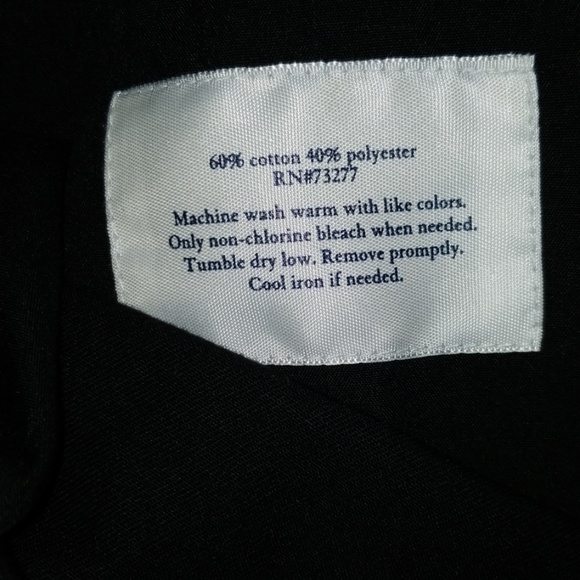 60% cotton 40% polyester
RN#73277
Machine wash warm with like colors.
Only non-chlorine bleach when needed.
Tumble dry low. Remove promptly.
Cool iron if needed.